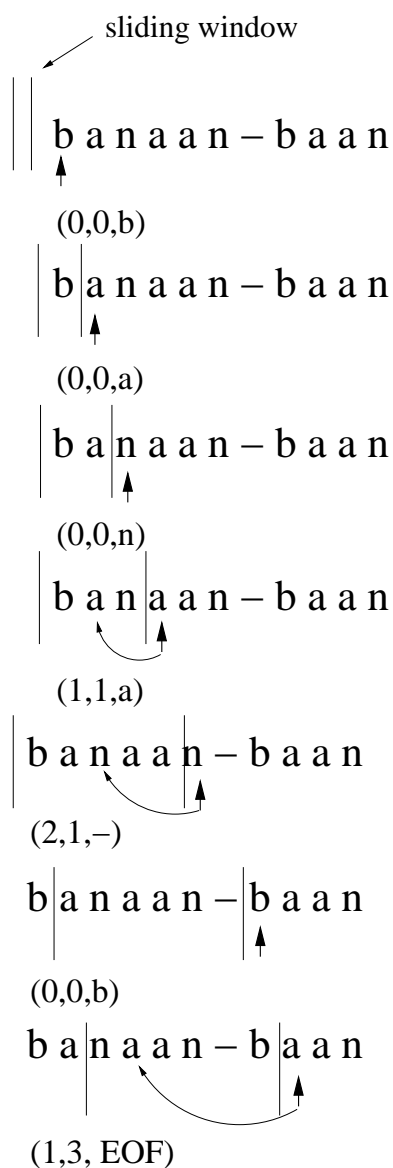 sliding window
b a n a a n – b a a n
(0,0,b)
b a n a a n – b a a n
(0,0,a)
b a n a a n – b a a n
(0,0,n)
b a n a a n – b a a n
(1,1,a)
b a n a a n – b a a n
(2,1,–)
b a n a a n – b a a n
(0,0,b)
b a n a a n – b a a n
(1,3, EOF)